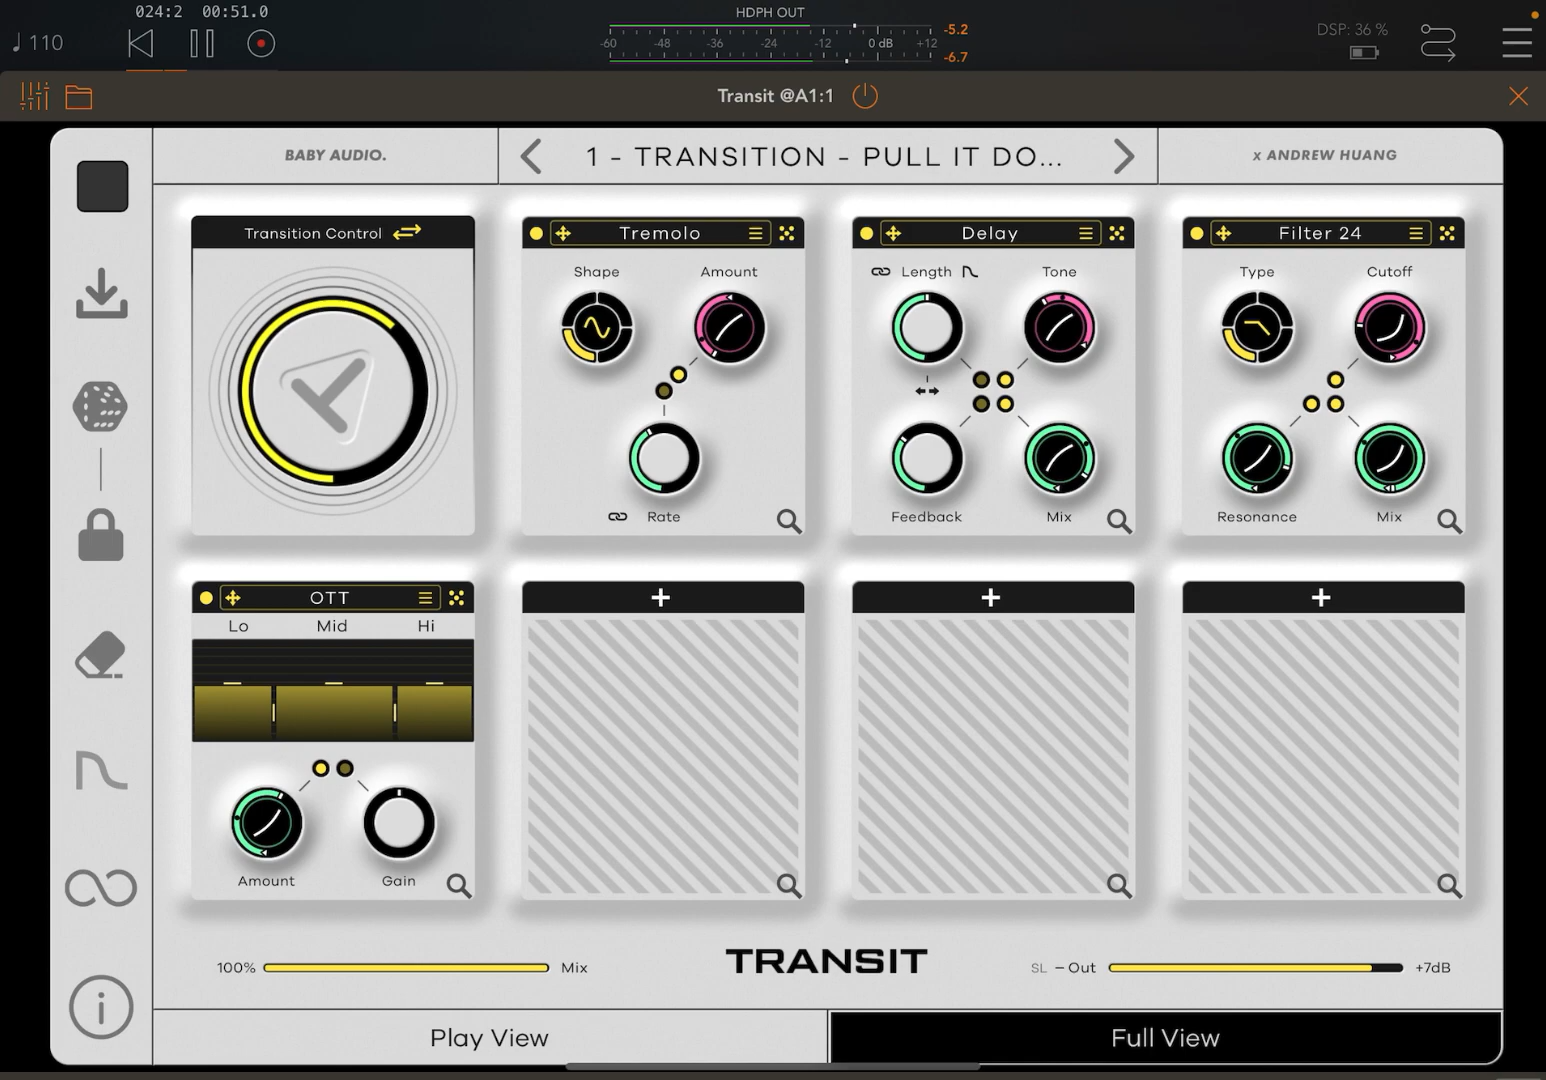 024:2 00:51.0
HDPH OUT
110
-60 -48 -36 -24 -12 0 dB +12
-5.2
-6.7
DSP: 36 %
Transit @A1:1
BABY AUDIO.
1 - TRANSITION - PULL IT DO...
x ANDREW HUANG
Transition Control
Tremolo
Shape Amount
Rate
Delay
Length Tone
Feedback Mix
Filter 24
Type Cutoff
Resonance Mix
OTT
Lo Mid Hi
Amount Gain
+
+
+
100% Mix
TRANSIT
SL – Out +7dB
Play View
Full View